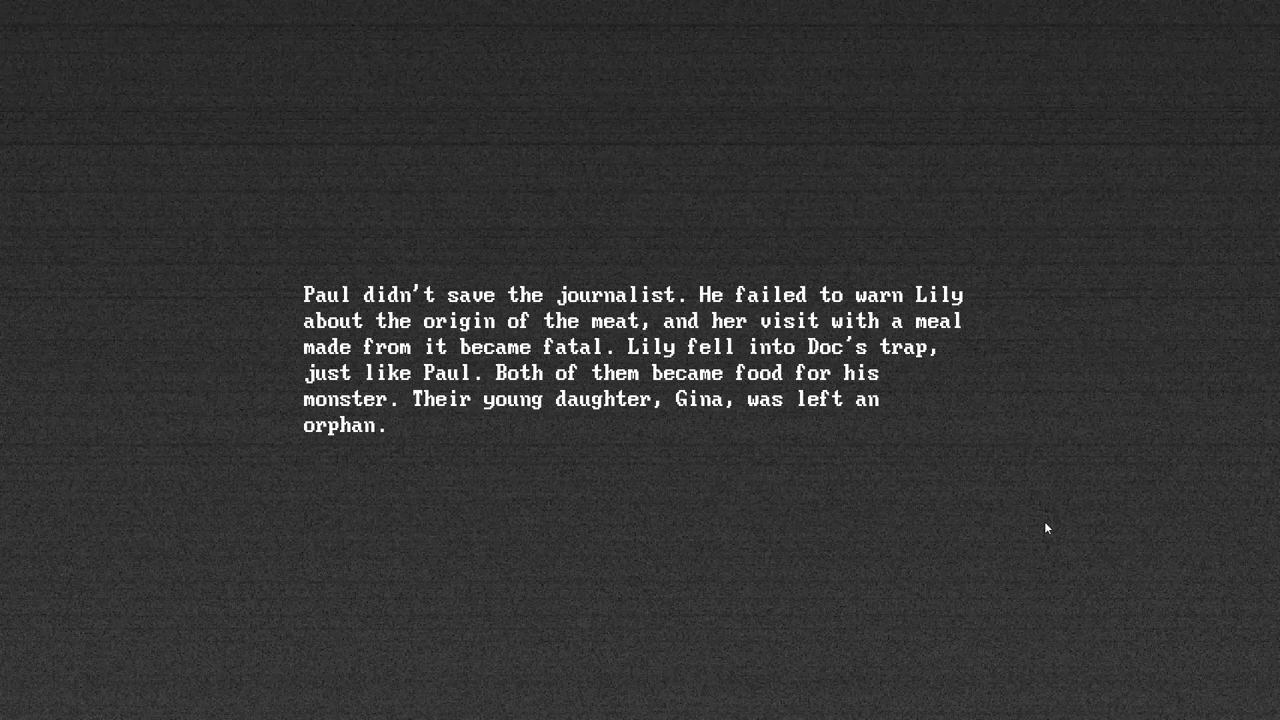 Paul didn't save the journalist. He failed to warn Lily
about the origin of the meat, and her visit with a meal
made from it became fatal. Lily fell into Doc's trap,
just like Paul. Both of them became food for his
monster. Their young daughter, Gina, was left an
orphan.